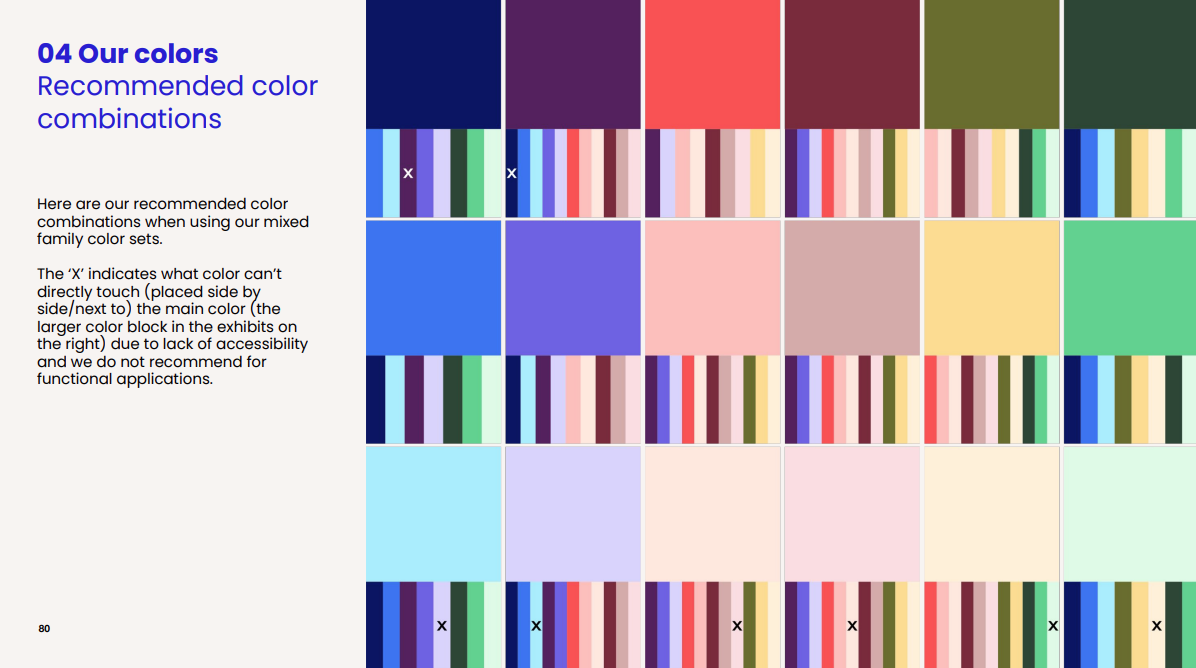 04 Our colors
Recommended color
combinations
Here are our recommended color
combinations when using our mixed
family color sets.
The ‘X’ indicates what color can’t
directly touch (placed side by
side/next to) the main color (the
larger color block in the exhibits on
the right) due to lack of accessibility
and we do not recommend for
functional applications.
X X
X X X X X X
80